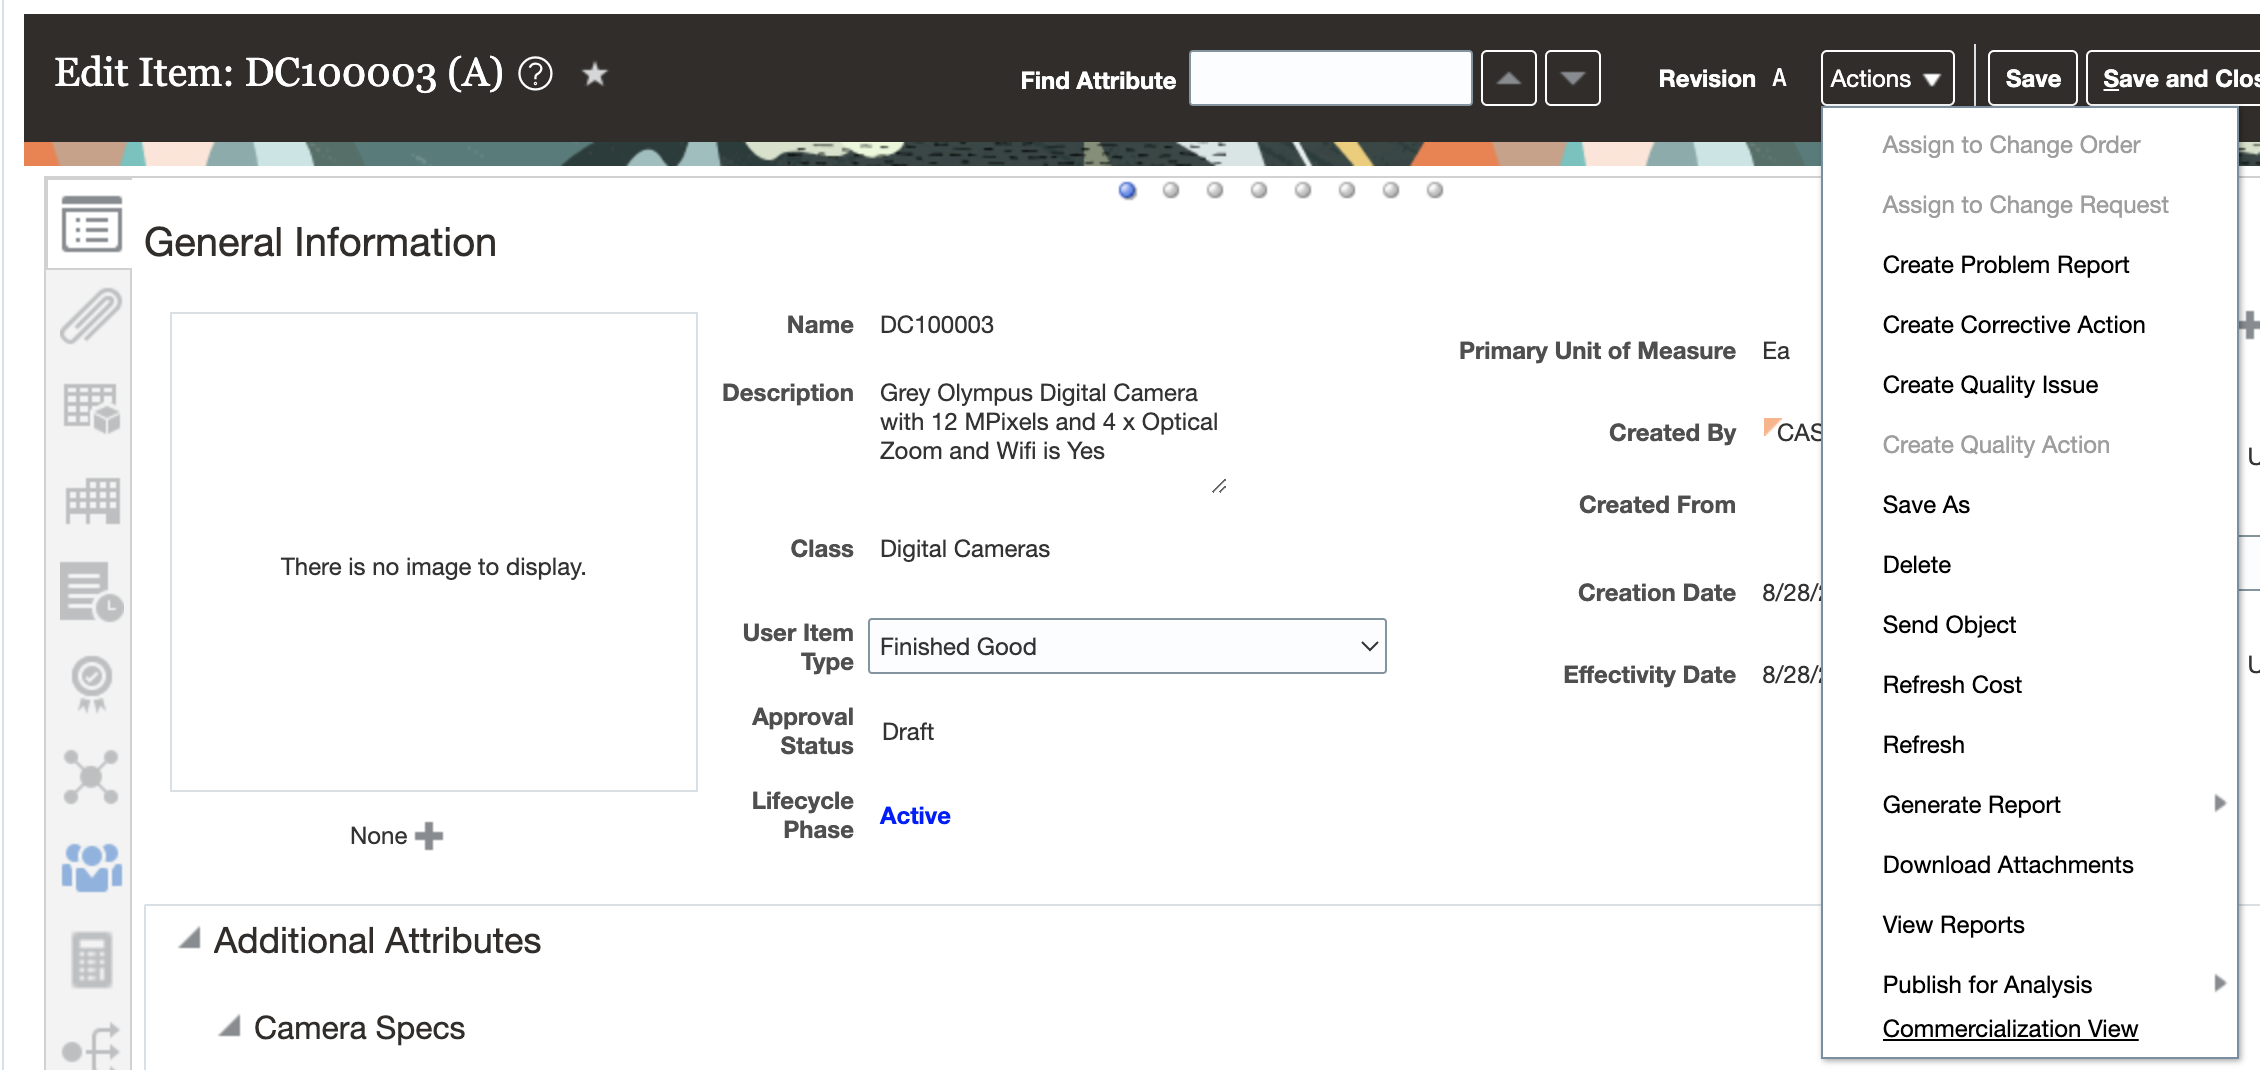 Edit Item: DC100003 (A)
Find Attribute
Revision A
Actions
Save
Save and Clos
General Information
There is no image to display.
None
Name DC100003
Description Grey Olympus Digital Camera
with 12 MPixels and 4 x Optical
Zoom and Wifi is Yes
Class Digital Cameras
User Item
Type
Finished Good
Approval
Status
Draft
Lifecycle
Phase
Active
Primary Unit of Measure Ea
Created By CAS
Created From
Creation Date 8/28/
Effectivity Date 8/28/
Assign to Change Order
Assign to Change Request
Create Problem Report
Create Corrective Action
Create Quality Issue
Create Quality Action
Save As
Delete
Send Object
Refresh Cost
Refresh
Generate Report
Download Attachments
View Reports
Publish for Analysis
Commercialization View
Additional Attributes
Camera Specs